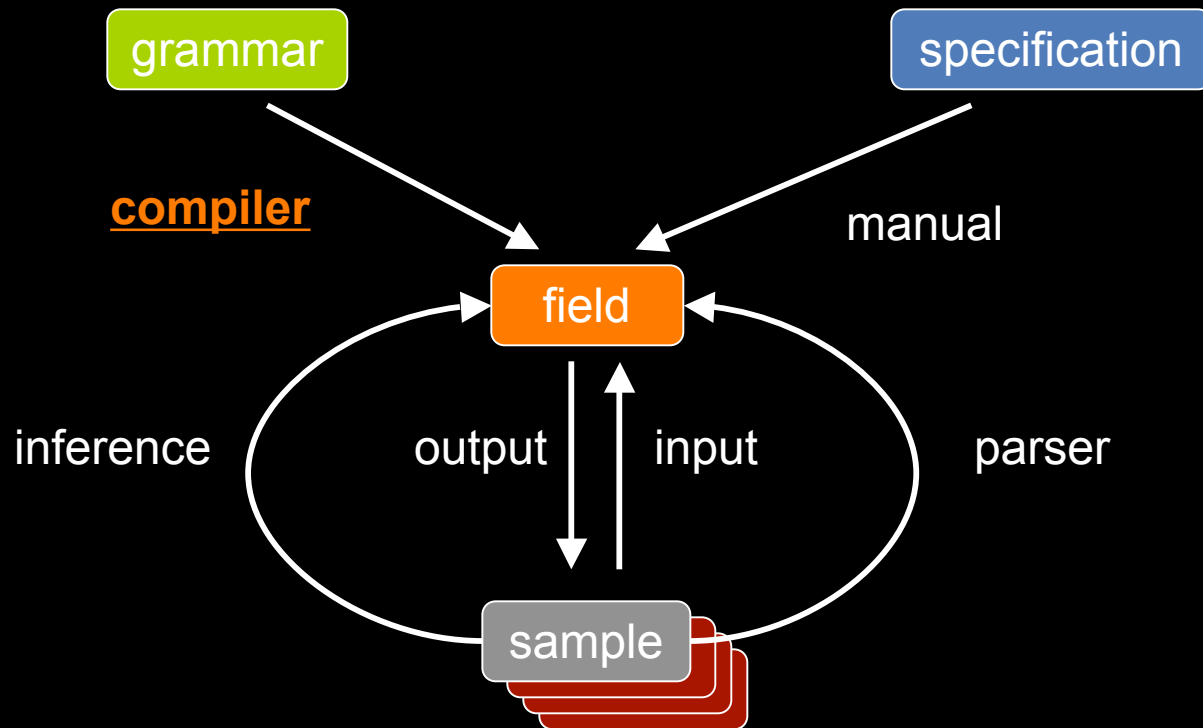 grammar
specification
compiler
manual
field
inference
output
input
parser
sample